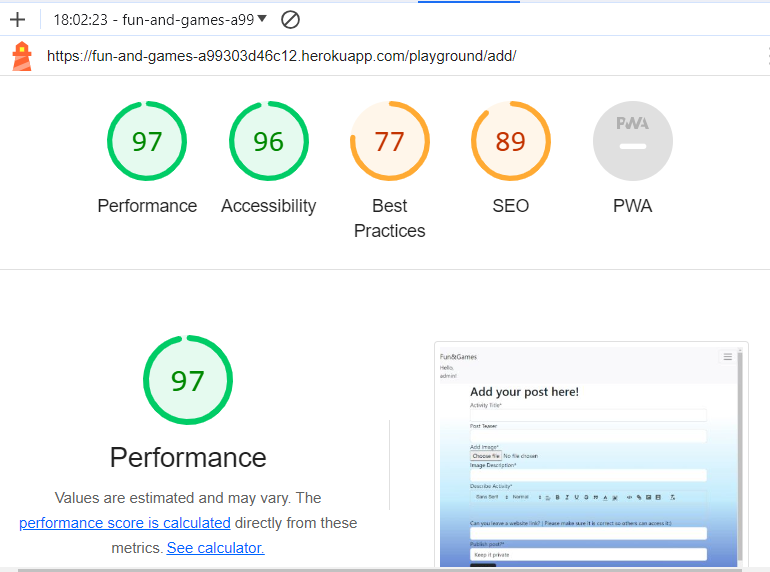 18:02:23 - fun-and-games-a99
https://fun-and-games-a99303d46c12.herokuapp.com/playground/add/
97
96
77
89
PWA
Performance
Accessibility
Best
Practices
SEO
PWA
97
Performance
Values are estimated and may vary. The
performance score is calculated directly from these
metrics. See calculator.
Fun&Games
Hello,
admin!
Add your post here!
Activity Title*
Post Teaser
Add Image*
Choose file No file chosen
Image Description*
Describe Activity*
Sans Serif Normal
Can you leave a website link? ( Please make sure it is correct so others can access it:)
Publish post?*
Keep it private